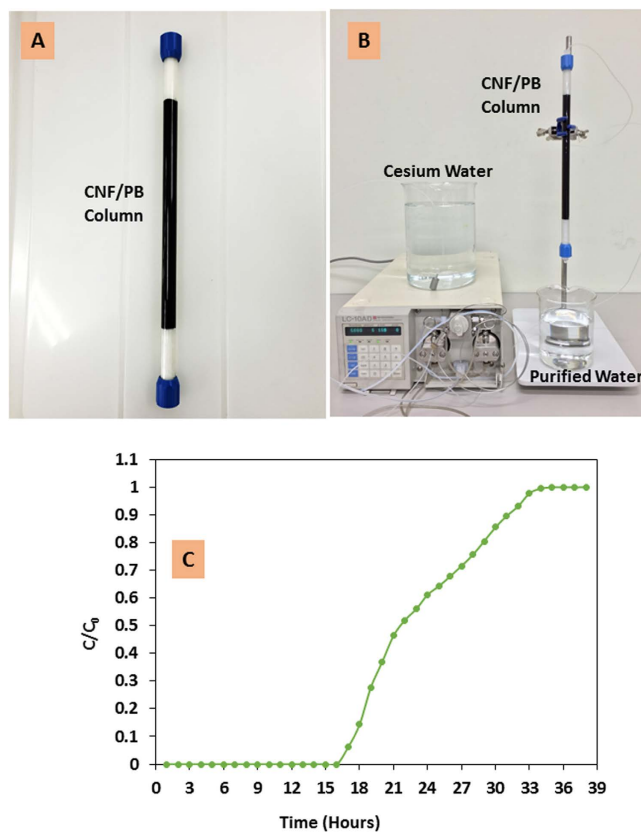 A
CNF/PB
Column
B
CNF/PB
Column
Cesium Water
LC-10AD
Purified Water
C
C/C₀
1.1
1
0.9
0.8
0.7
0.6
0.5
0.4
0.3
0.2
0.1
0
0 3 6 9 12 15 18 21 24 27 30 33 36 39
Time (Hours)